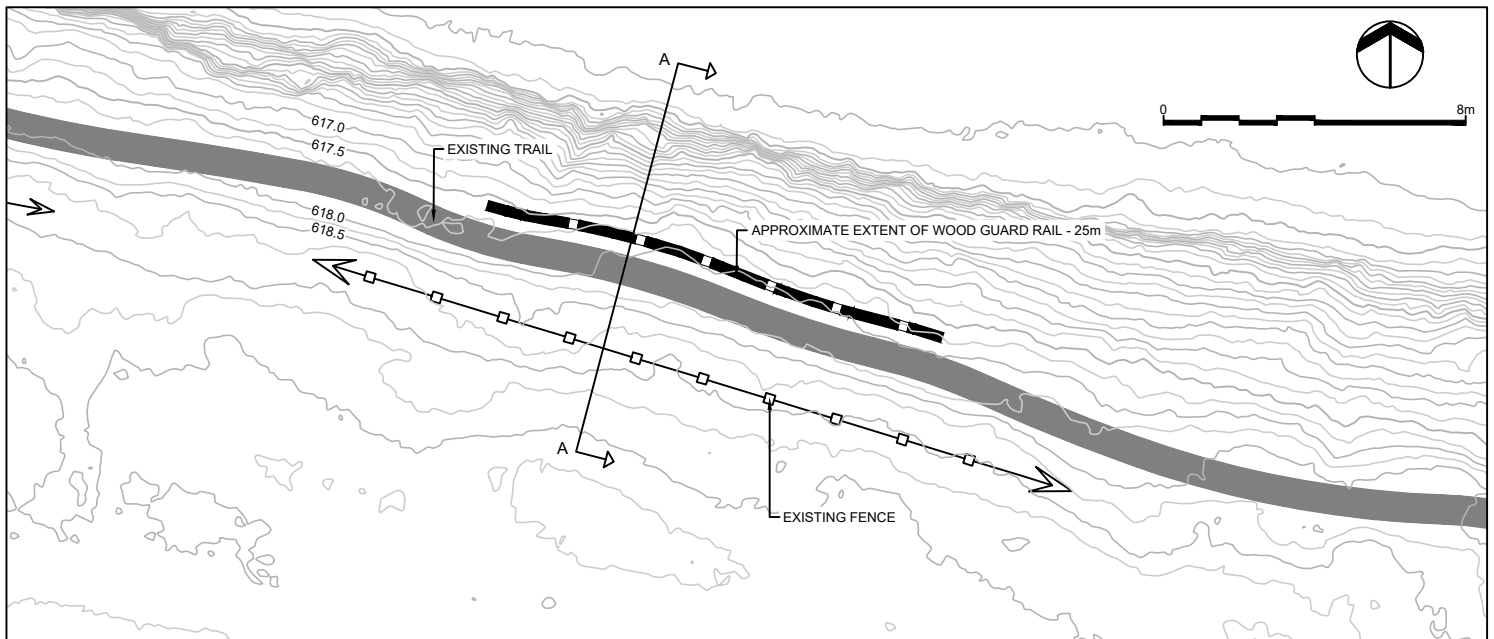 A
0 8m
617.0
617.5
EXISTING TRAIL
618.0
618.5
APPROXIMATE EXTENT OF WOOD GUARD RAIL - 25m
A
EXISTING FENCE